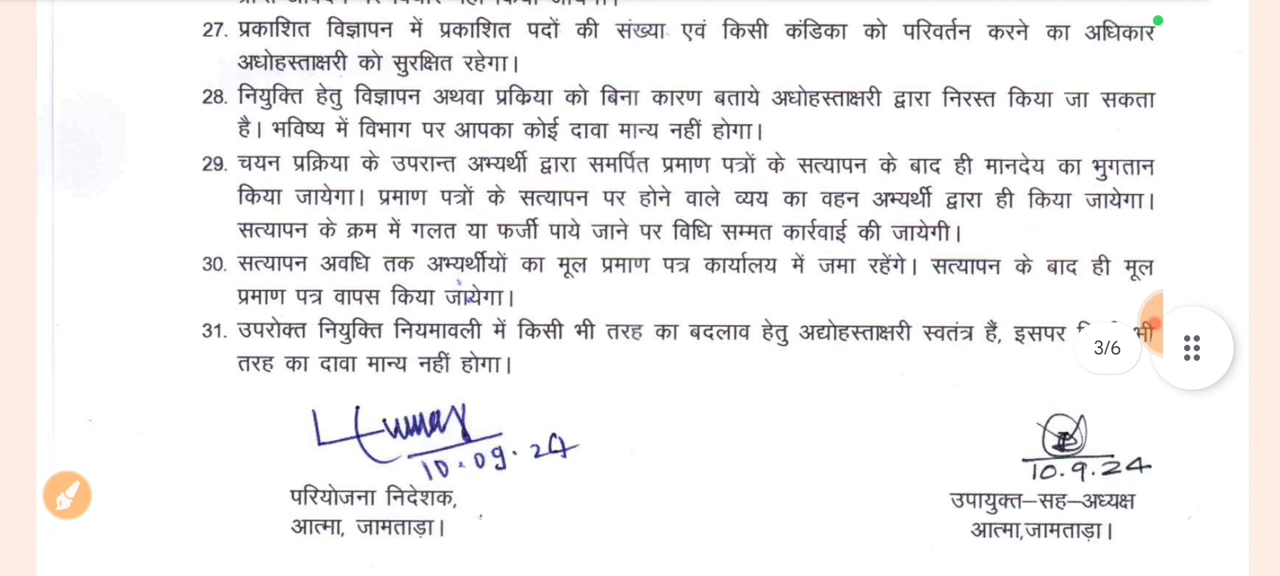 27. प्रकाशित विज्ञापन में प्रकाशित पदों की संख्या एवं किसी कंडिका को परिवर्तन करने का अधिकार
अधोहस्ताक्षरी को सुरक्षित रहेगा।
28. नियुक्ति हेतु विज्ञापन अथवा प्रक्रिया को बिना कारण बताये अधोहस्ताक्षरी द्वारा निरस्त किया जा सकता
है। भविष्य में विभाग पर आपका कोई दावा मान्य नहीं होगा।
29. चयन प्रक्रिया के उपरान्त अभ्यर्थी द्वारा समर्पित प्रमाण पत्रों के सत्यापन के बाद ही मानदेय का भुगतान
किया जायेगा। प्रमाण पत्रों के सत्यापन पर होने वाले व्यय का वहन अभ्यर्थी द्वारा ही किया जायेगा।
सत्यापन के क्रम में गलत या फर्जी पाये जाने पर विधि सम्मत कार्रवाई की जायेगी।
30. सत्यापन अवधि तक अभ्यर्थीयों का मूल प्रमाण पत्र कार्यालय में जमा रहेंगे। सत्यापन के बाद ही मूल
प्रमाण पत्र वापस किया जायेगा।
31. उपरोक्त नियुक्ति नियमावली में किसी भी तरह का बदलाव हेतु अद्योहस्ताक्षरी स्वतंत्र हैं, इसपर भी
3/6
तरह का दावा मान्य नहीं होगा।
Kumar
10.09.24
10.9.24
परियोजना निदेशक,
आत्मा, जामताड़ा।
उपायुक्त-सह-अध्यक्ष
आत्मा,जामताड़ा।